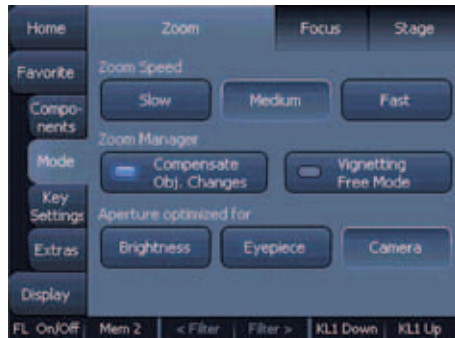 Home
Zoom
Focus
Stage
Favorite
Compo-
nents
Mode
Key
Settings
Extras
Display
Zoom Speed
Slow
Medium
Fast
Zoom Manager
Compensate
Obj. Changes
Vignetting
Free Mode
Aperture optimized for
Brightness
Eyepiece
Camera
FL On/Off
Mem 2
< Filter
Filter >
KL1 Down
KL1 Up